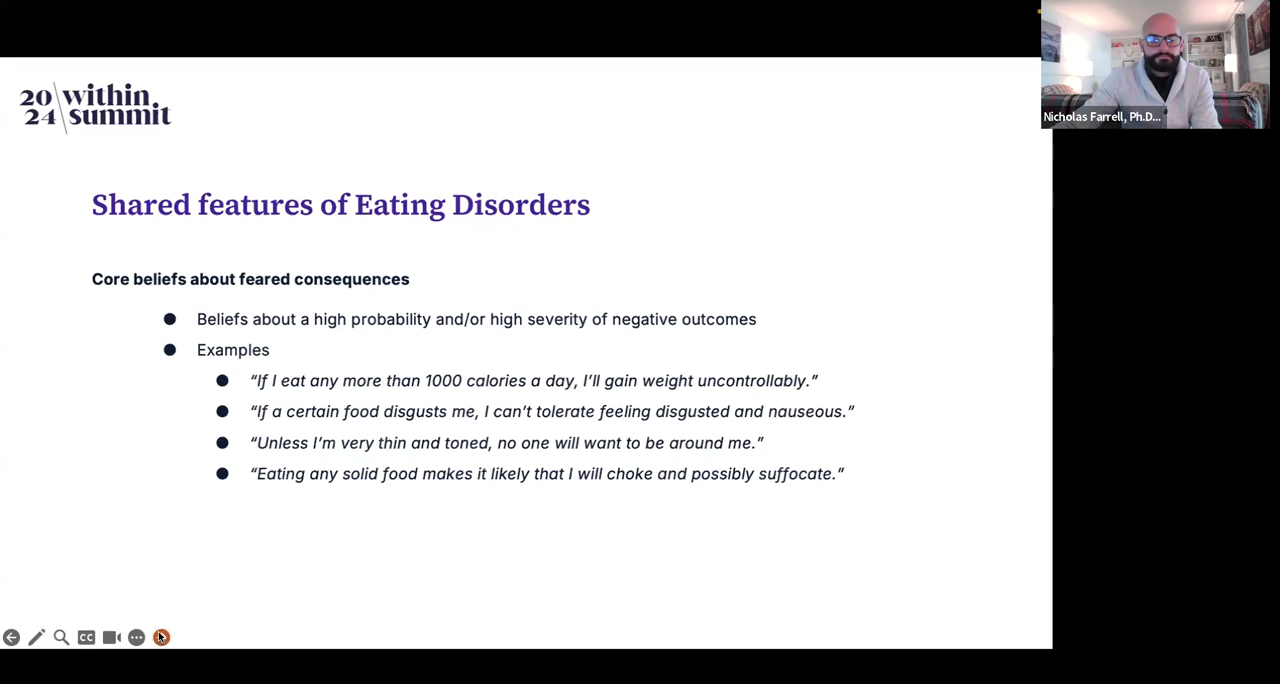 20 within
24 summit
Nicholas Farrell, Ph.D...
Shared features of Eating Disorders
Core beliefs about feared consequences
● Beliefs about a high probability and/or high severity of negative outcomes
● Examples
● “If I eat any more than 1000 calories a day, I’ll gain weight uncontrollably.”
● “If a certain food disgusts me, I can’t tolerate feeling disgusted and nauseous.”
● “Unless I’m very thin and toned, no one will want to be around me.”
● “Eating any solid food makes it likely that I will choke and possibly suffocate.”
CC